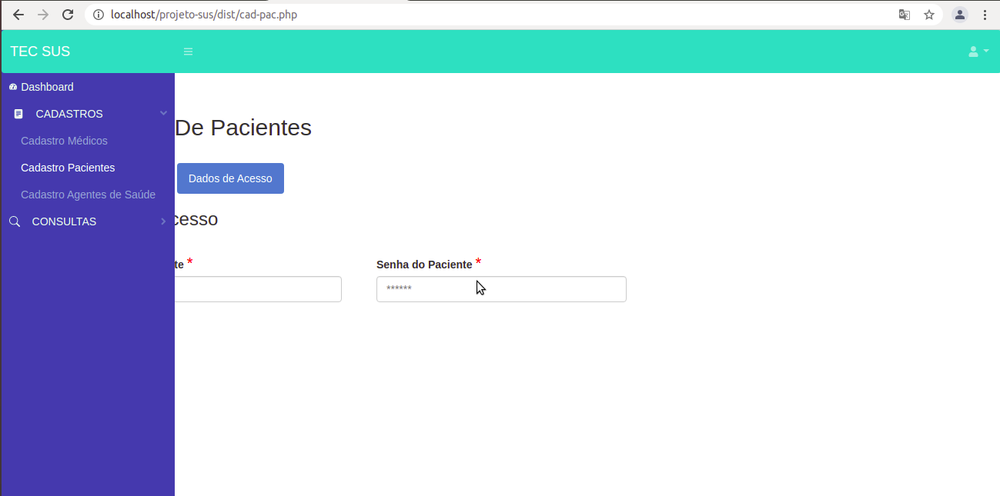 localhost/projeto-sus/dist/cad-pac.php
TEC SUS
Dashboard
CADASTROS
Cadastro Médicos
Cadastro Pacientes
Cadastro Agentes de Saúde
CONSULTAS
De Pacientes
Dados de Acesso
cesso
te *
Senha do Paciente *
******